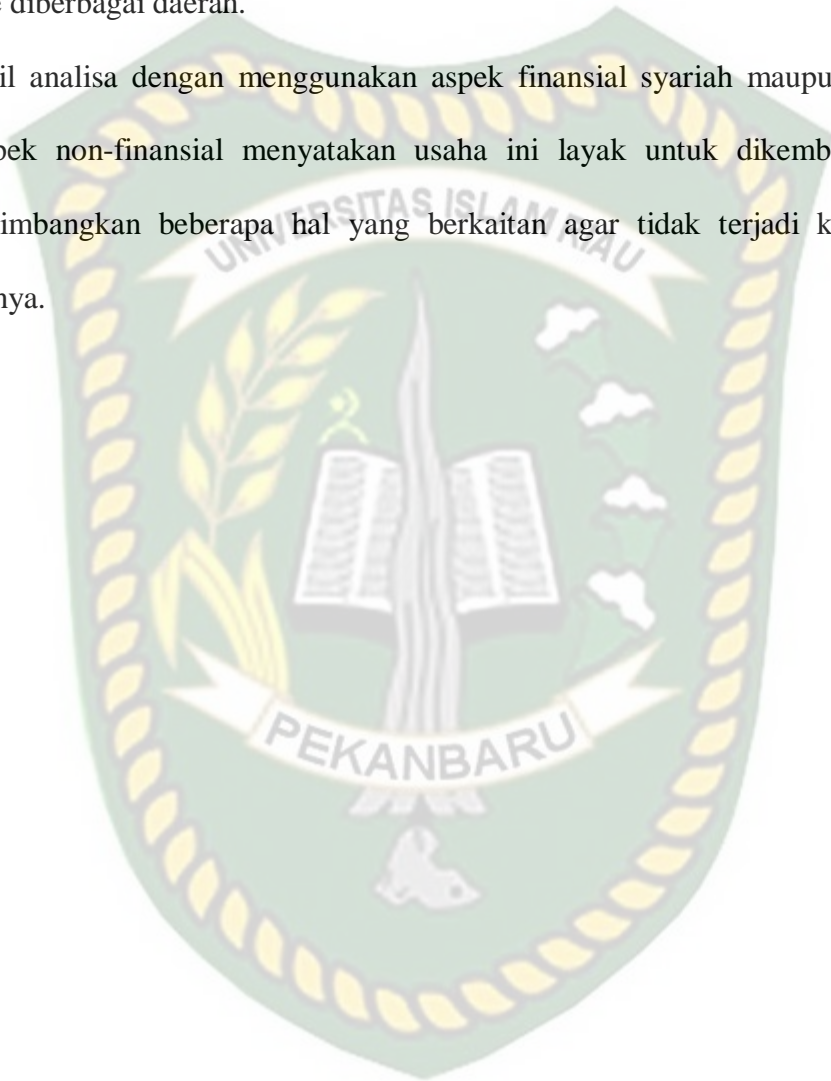 diberbagai daerah.
il analisa dengan menggunakan aspek finansial syariah maupu
pek non-finansial menyatakan usaha ini layak untuk dikemb
imbangkan beberapa hal yang berkaitan agar tidak terjadi k
nya.
UNIVERSITAS ISLAM RIAU
PEKANBARU